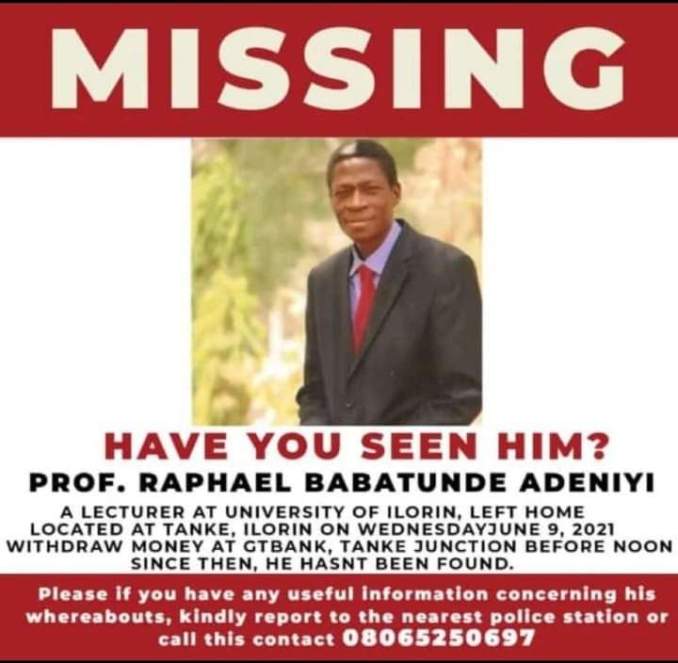 MISSING
HAVE YOU SEEN HIM?
PROF. RAPHAEL BABATUNDE ADENIYI
A LECTURER AT UNIVERSITY OF ILORIN, LEFT HOME
LOCATED AT TANKE, ILORIN ON WEDNESDAYJUNE 9, 2021
WITHDRAW MONEY AT GTBANK, TANKE JUNCTION BEFORE NOON
SINCE THEN, HE HASNT BEEN FOUND.
Please if you have any useful information concerning his
whereabouts, kindly report to the nearest police station or
call this contact 08065250697